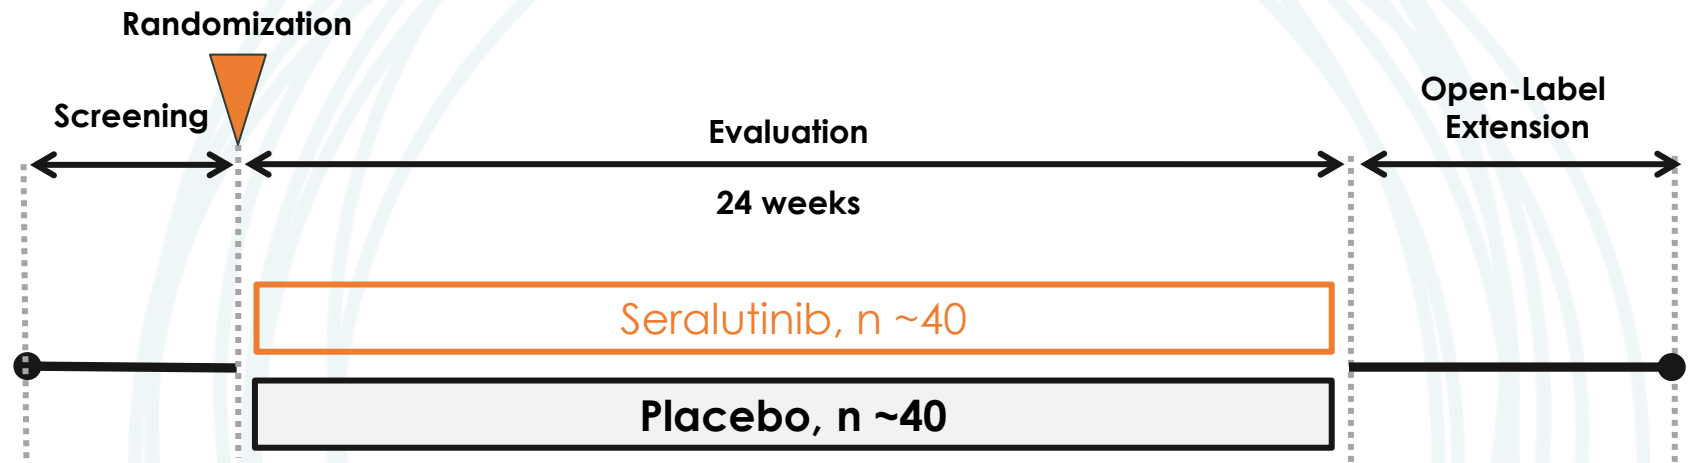 Randomization
Screening
Evaluation
Open-Label
Extension
24 weeks
Seralutinib, n ~40
Placebo, n ~40